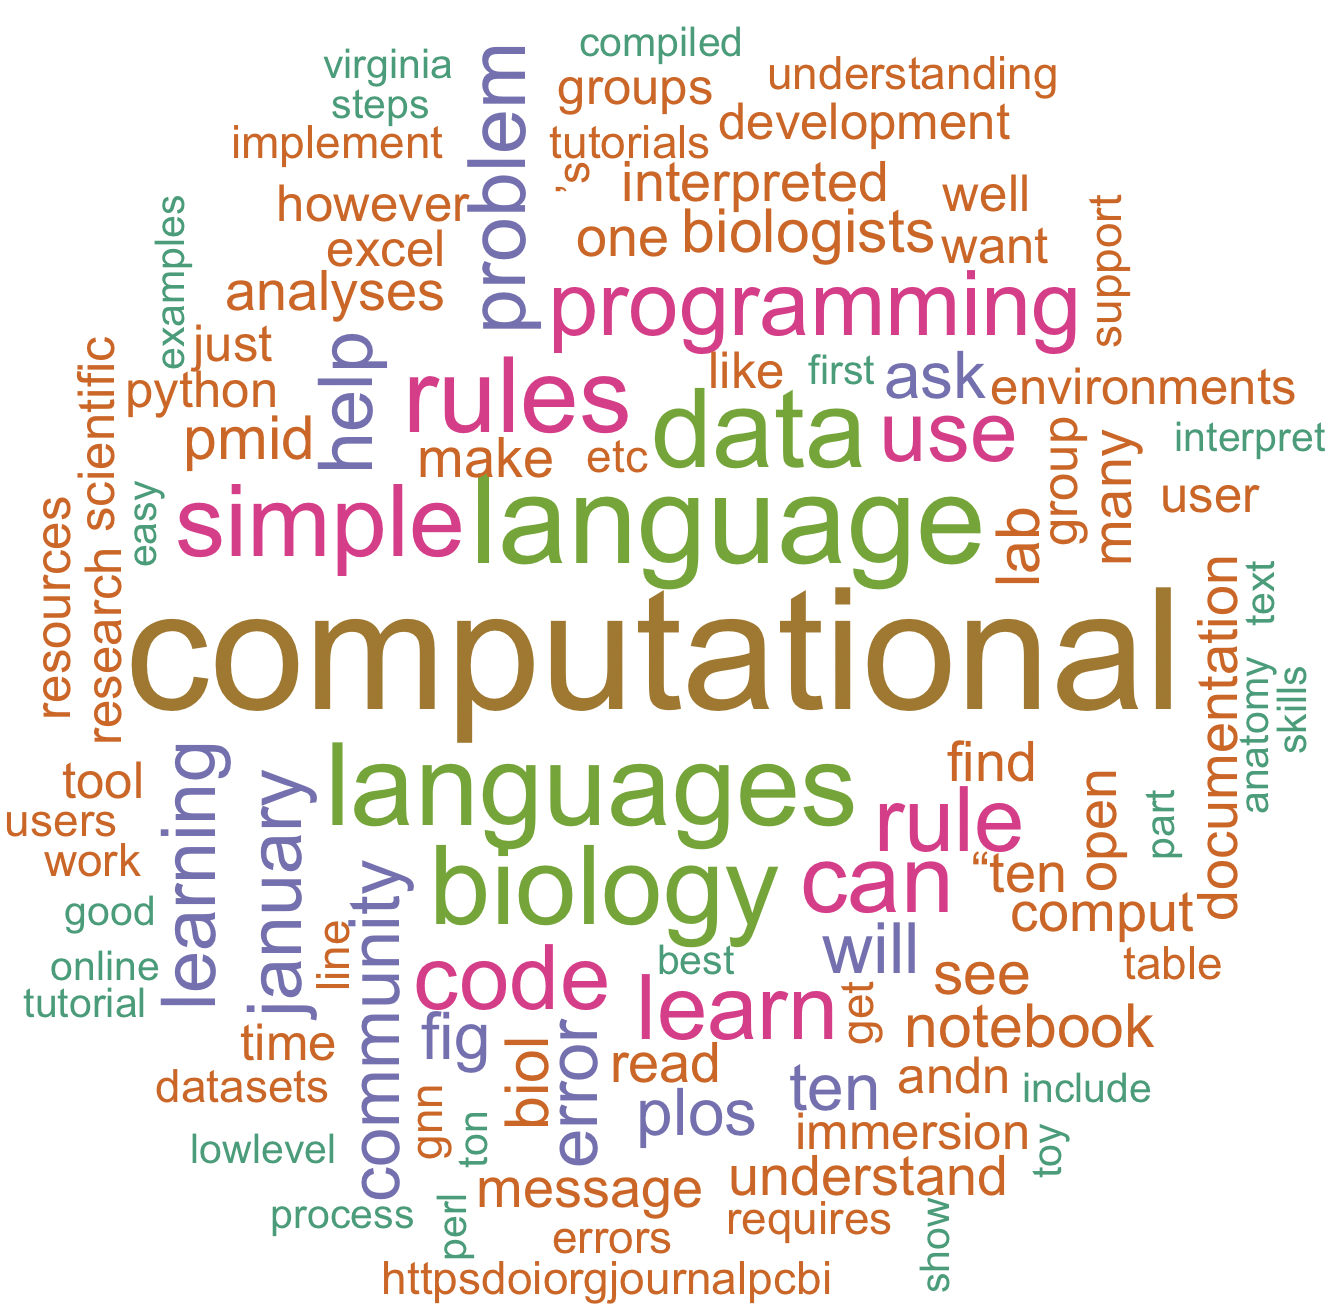 compiled
virginia
understanding
groups
steps
development
implement
problem
tutorials
’s
interpreted
well
however
support
examples
one
biologists
want
excel
analyses
programming
just
scientific
help
like
first
ask
environments
python
rules
data
use
pmid
make
etc
group
many
interpret
easy
simple
language
lab
user
resources
research
computational
documentation
text
anatomy
skills
learning
january
languages
find
tool
rule
open
part
users
work
biology
can
“ten
community
comput
good
line
code
best
will
see
table
online
tutorial
learn
get
notebook
time
fig
biol
error
read
andn
datasets
gnn
ton
plos
ten
include
lowlevel
immersion
toy
message
understand
process
perl
requires
show
errors
httpsdoiorgjournalpcbi